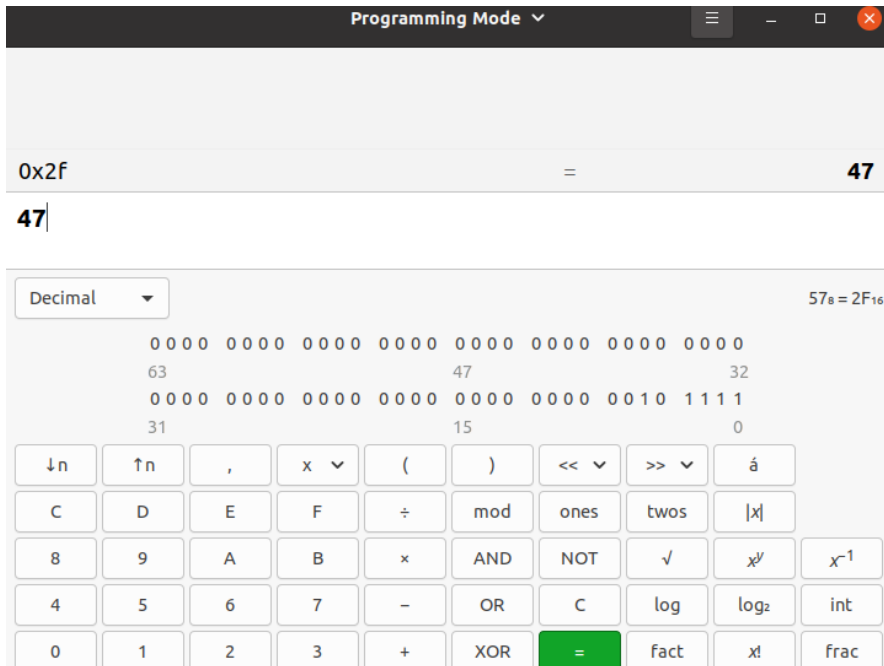 Programming Mode
0x2f = 47
47
Decimal 57₈ = 2F₁₆
0000 0000 0000 0000 0000 0000 0000 0000
63 47 32
0000 0000 0000 0000 0000 0000 0010 1111
31 15 0
↓n ↑n , x ( ) << >> á
C D E F ÷ mod ones twos |x|
8 9 A B × AND NOT √ xʸ x⁻¹
4 5 6 7 − OR C log log₂ int
0 1 2 3 + XOR = fact x! frac